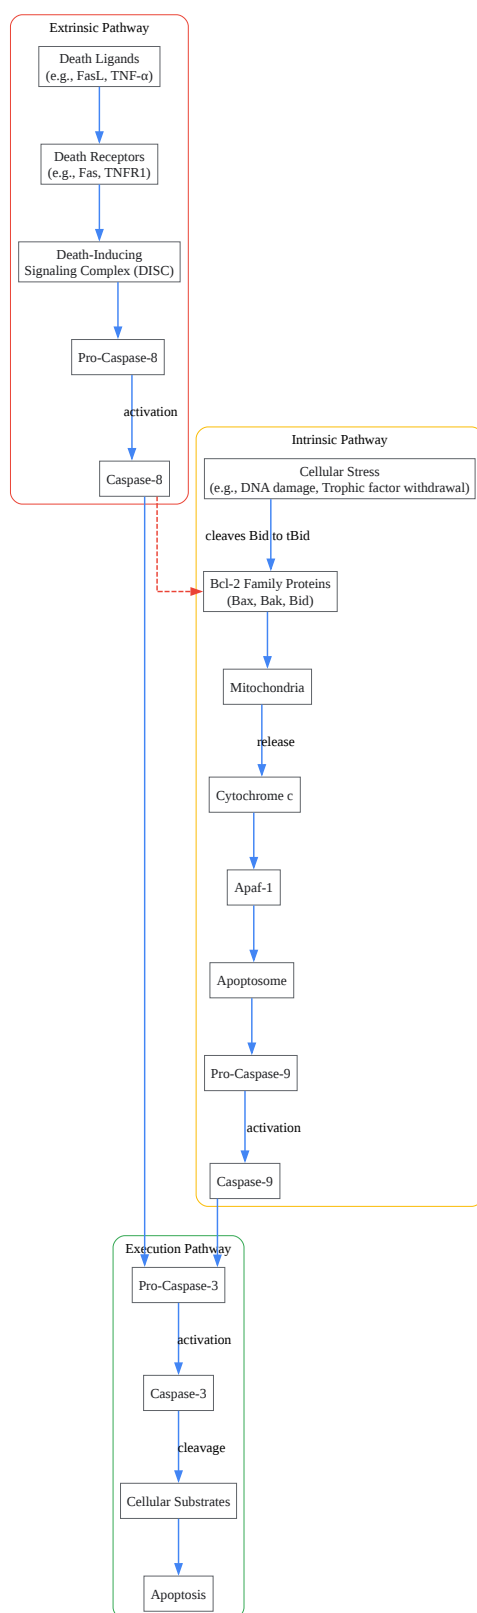 Extrinsic Pathway
Death Ligands
(e.g., FasL, TNF-α)
Death Receptors
(e.g., Fas, TNFR1)
Death-Inducing
Signaling Complex (DISC)
Pro-Caspase-8
activation
Caspase-8
Intrinsic Pathway
Cellular Stress
(e.g., DNA damage, Trophic factor withdrawal)
cleaves Bid to tBid
Bcl-2 Family Proteins
(Bax, Bak, Bid)
Mitochondria
release
Cytochrome c
Apaf-1
Apoptosome
Pro-Caspase-9
activation
Caspase-9
Execution Pathway
Pro-Caspase-3
activation
Caspase-3
cleavage
Cellular Substrates
Apoptosis